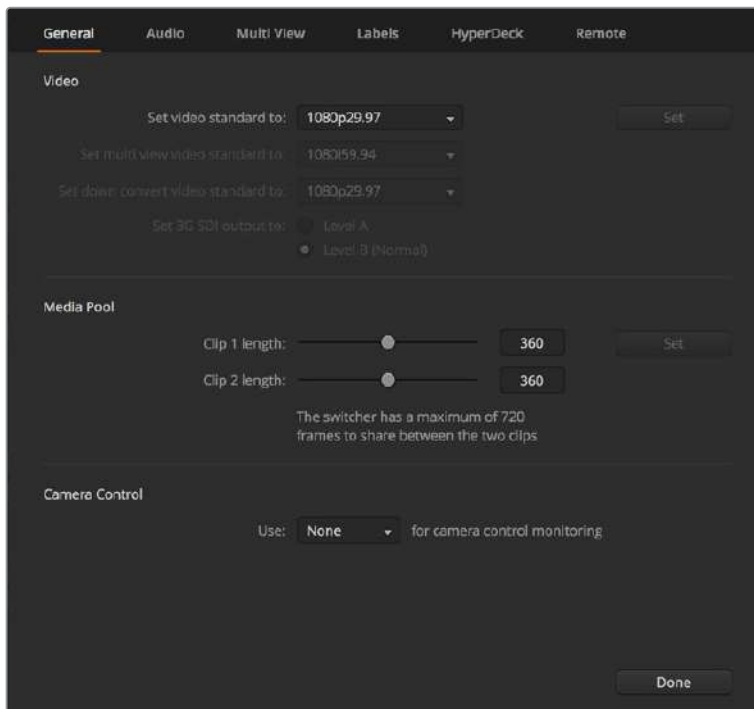 General Audio Multi View Labels HyperDeck Remote
Video
Set video standard to: 1080p29.97 Set
Set multi view video standard to: 1080i59.94
Set down convert video standard to: 1080p29.97
Set 3G SDI output to: Level A
Level B (Normal)
Media Pool
Clip 1 length: 360 Set
Clip 2 length: 360
The switcher has a maximum of 720
frames to share between the two clips
Camera Control
Use: None for camera control monitoring
Done